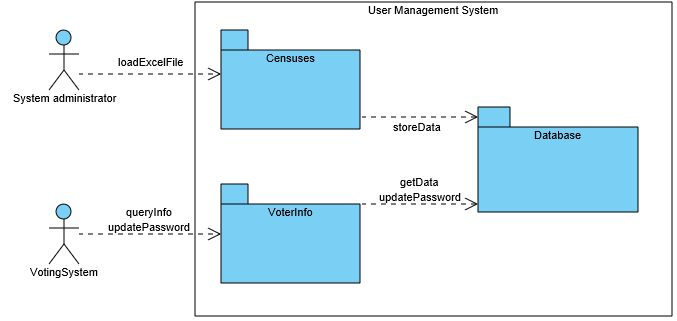 User Management System
Censuses
loadExcelFile
System administrator
storeData
Database
getData
updatePassword
queryInfo
updatePassword
VoterInfo
VotingSystem